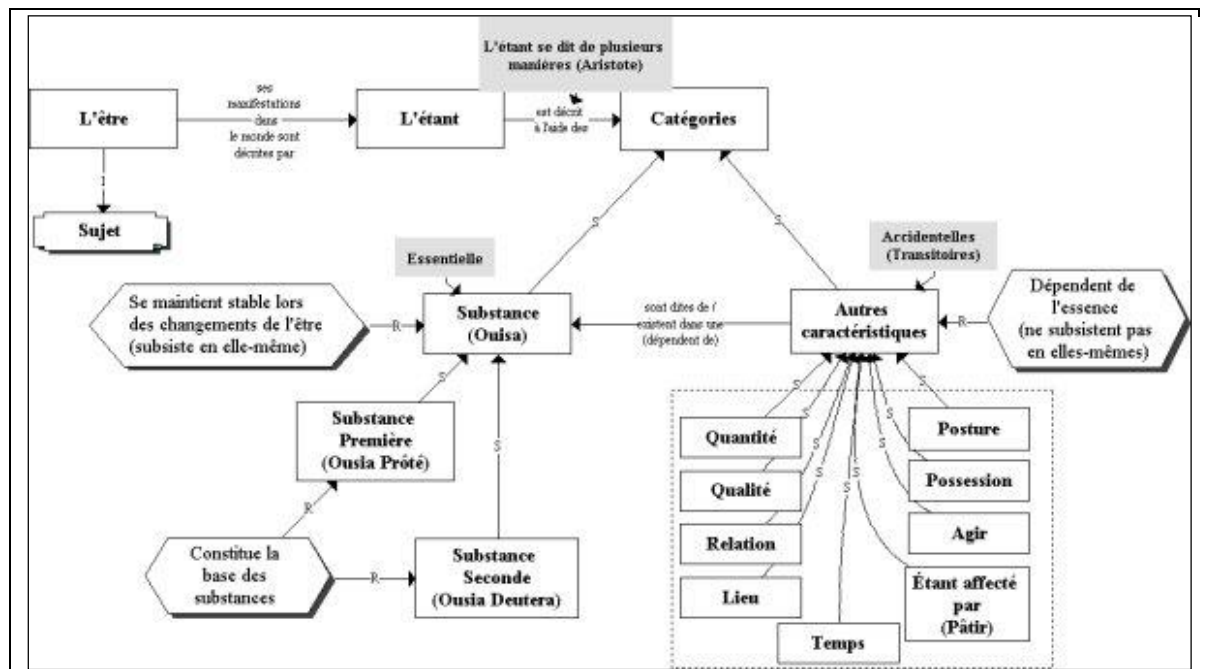 L'étant se dit de plusieurs
manières (Aristote)
L'être
ses
manifestations
dans
le monde sont
décrites par
L'étant
est décrit
à l'aide des
Catégories
I
Sujet
S
S
Essentielle
Accidentelles
(Transitoires)
Se maintient stable lors
des changements de l'être
(subsiste en elle-même)
R
Substance
(Ouisa)
sont dites de /
existent dans une
(dépendent de)
Autres
caractéristiques
R
Dépendent de
l'essence
(ne subsistent pas
en elles-mêmes)
S
S
Substance
Première
(Ousia Prôté)
R
Constitue la
base des
substances
R
Substance
Seconde
(Ousia Deutera)
S
S
S
S
S
S
S
S
S
Quantité
Qualité
Relation
Lieu
Temps
Posture
Possession
Agir
Étant affecté
par
(Pâtir)